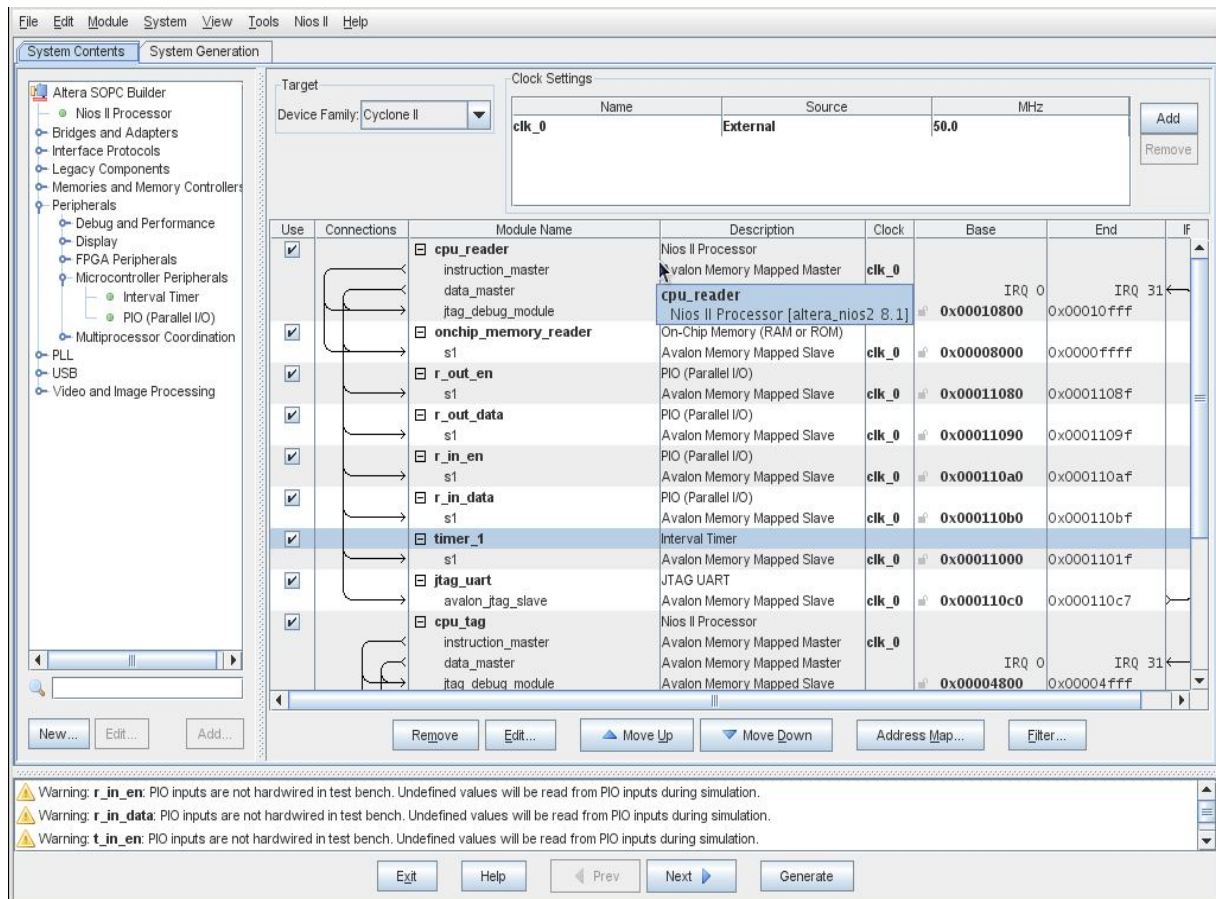 File Edit Module System View Tools Nios II Help
System Contents System Generation
Altera SOPC Builder
Nios II Processor
Bridges and Adapters
Interface Protocols
Legacy Components
Memories and Memory Controllers
Peripherals
Debug and Performance
Display
FPGA Peripherals
Microcontroller Peripherals
Interval Timer
PIO (Parallel I/O)
Multiprocessor Coordination
PLL
USB
Video and Image Processing
New... Edit... Add...
Target
Device Family: Cyclone II
Clock Settings
Name Source MHz
clk_0 External 50.0
Add
Remove
Use Connections Module Name Description Clock Base End
cpu_reader Nios II Processor
instruction_master Avalon Memory Mapped Master clk_0
data_master IRQ 0 IRQ 31
jtag_debug_module 0x00010800 0x00010fff
cpu_reader
Nios II Processor [altera_nios2 8.1]
onchip_memory_reader On-Chip Memory (RAM or ROM)
s1 Avalon Memory Mapped Slave clk_0 0x00008000 0x0000ffff
r_out_en PIO (Parallel I/O)
s1 Avalon Memory Mapped Slave clk_0 0x00011080 0x0001108f
r_out_data PIO (Parallel I/O)
s1 Avalon Memory Mapped Slave clk_0 0x00011090 0x0001109f
r_in_en PIO (Parallel I/O)
s1 Avalon Memory Mapped Slave clk_0 0x000110a0 0x000110af
r_in_data PIO (Parallel I/O)
s1 Avalon Memory Mapped Slave clk_0 0x000110b0 0x000110bf
timer_1 Interval Timer
s1 Avalon Memory Mapped Slave clk_0 0x00011000 0x0001101f
jtag_uart JTAG UART
avalon_jtag_slave Avalon Memory Mapped Slave clk_0 0x000110c0 0x000110c7
cpu_tag Nios II Processor
instruction_master Avalon Memory Mapped Master clk_0
data_master Avalon Memory Mapped Master IRQ 0 IRQ 31
jtag_debug_module Avalon Memory Mapped Slave 0x00004800 0x00004fff
Remove Edit... Move Up Move Down Address Map... Filter...
Warning: r_in_en: PIO inputs are not hardwired in test bench. Undefined values will be read from PIO inputs during simulation.
Warning: r_in_data: PIO inputs are not hardwired in test bench. Undefined values will be read from PIO inputs during simulation.
Warning: t_in_en: PIO inputs are not hardwired in test bench. Undefined values will be read from PIO inputs during simulation.
Exit Help Prev Next Generate